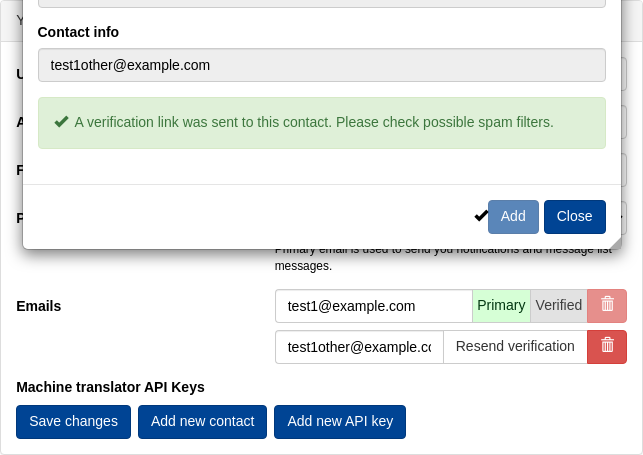 Y
Contact info
test1other@example.com
A verification link was sent to this contact. Please check possible spam filters.
U
A
F
Add
Close
P
Primary email is used to send you notifications and message list
messages.
Emails
test1@example.com
Primary
Verified
test1other@example.co
Resend verification
Machine translator API Keys
Save changes
Add new contact
Add new API key